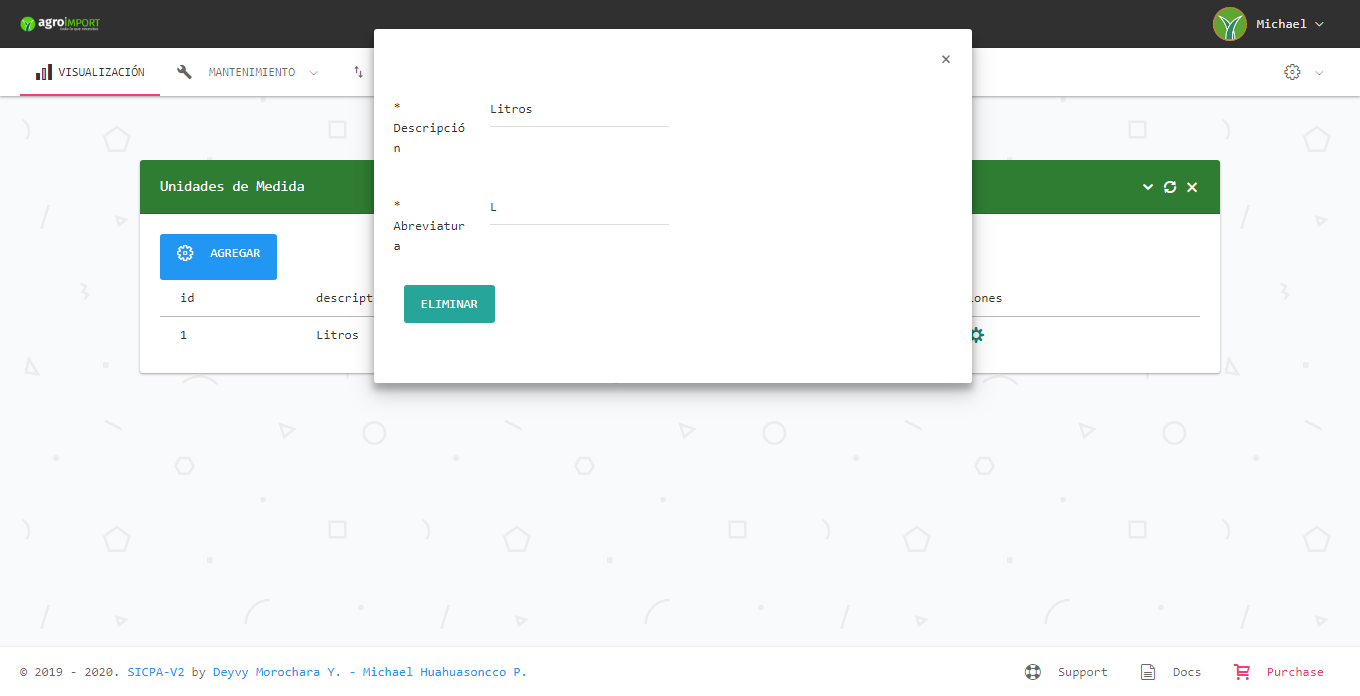 agroimport
Michael
VISUALIZACIÓN
MANTENIMIENTO
* Descripción
Litros
Unidades de Medida
* Abreviatura
L
AGREGAR
ELIMINAR
id
descript
iones
1
Litros
© 2019 - 2020. SICPA-V2 by Deyvy Morochara Y. - Michael Huahuasoncco P.
Support
Docs
Purchase